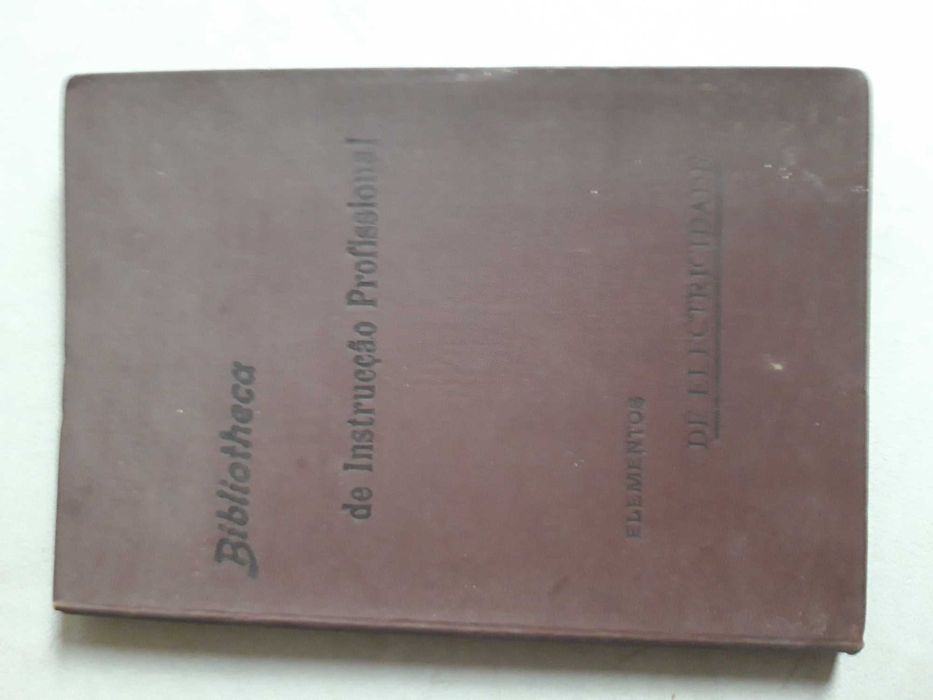 Bibliotheca
de Instrucção Profissional
ELEMENTOS
DE ELECTRICIDADE